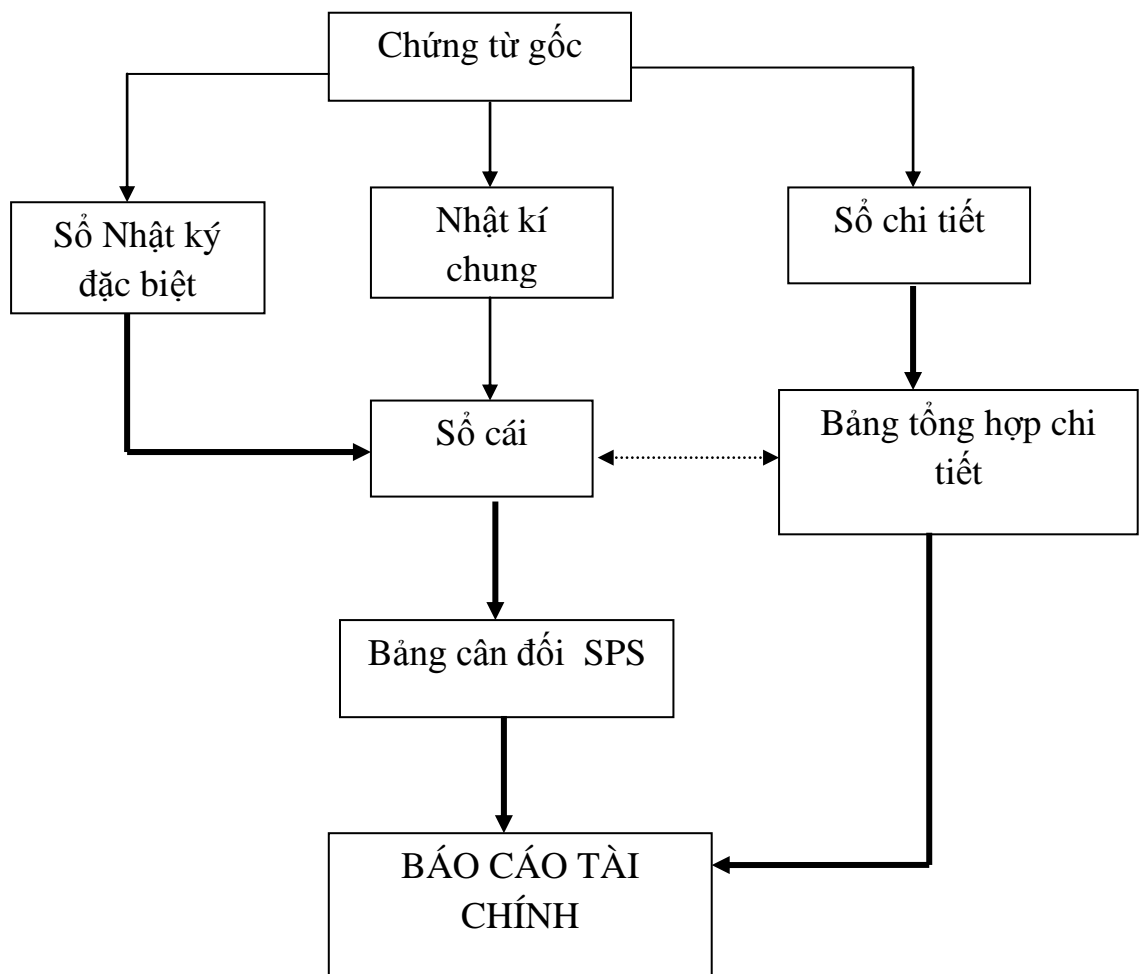 Chứng từ gốc
Sổ Nhật ký
đặc biệt
Nhật kí
chung
Sổ chi tiết
Sổ cái
Bảng tổng hợp chi
tiết
Bảng cân đối  SPS
BÁO CÁO TÀI
CHÍNH